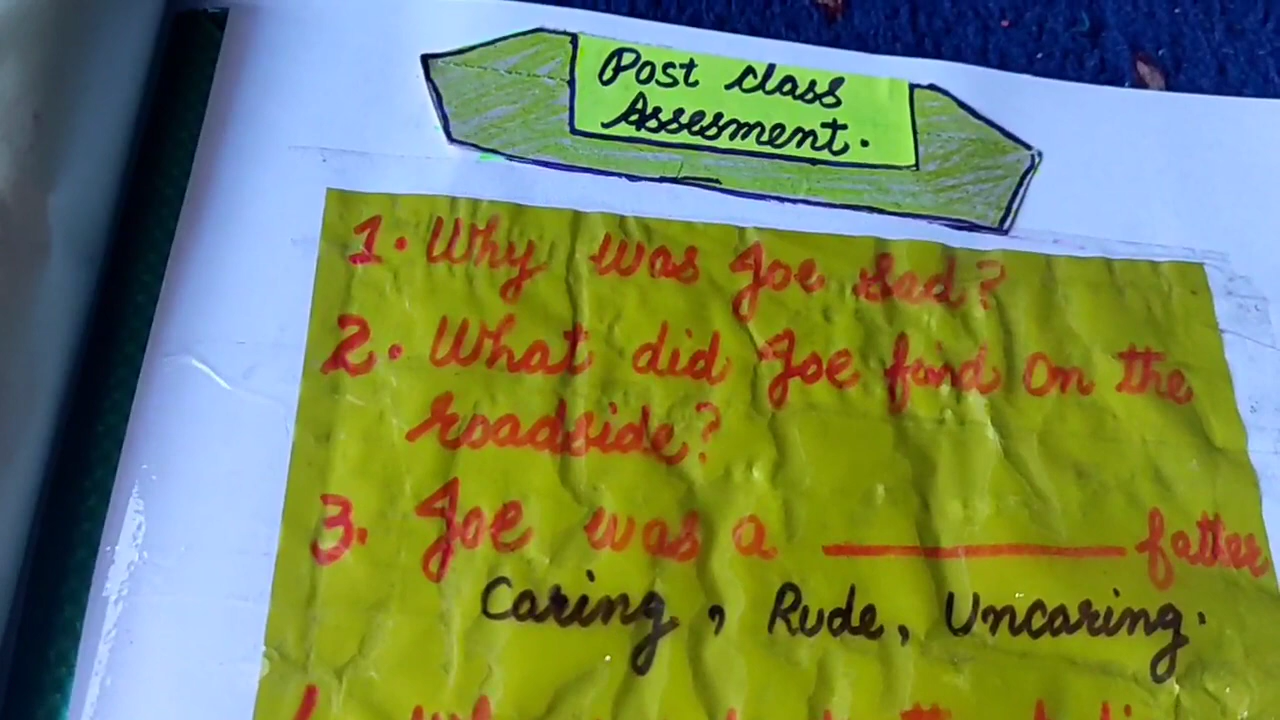 Post class
Assesment.
1. Why was Joe sad?
2. What did Joe find on the
roadside?
3. Joe was a ________ father
Caring, Rude, Uncaring.